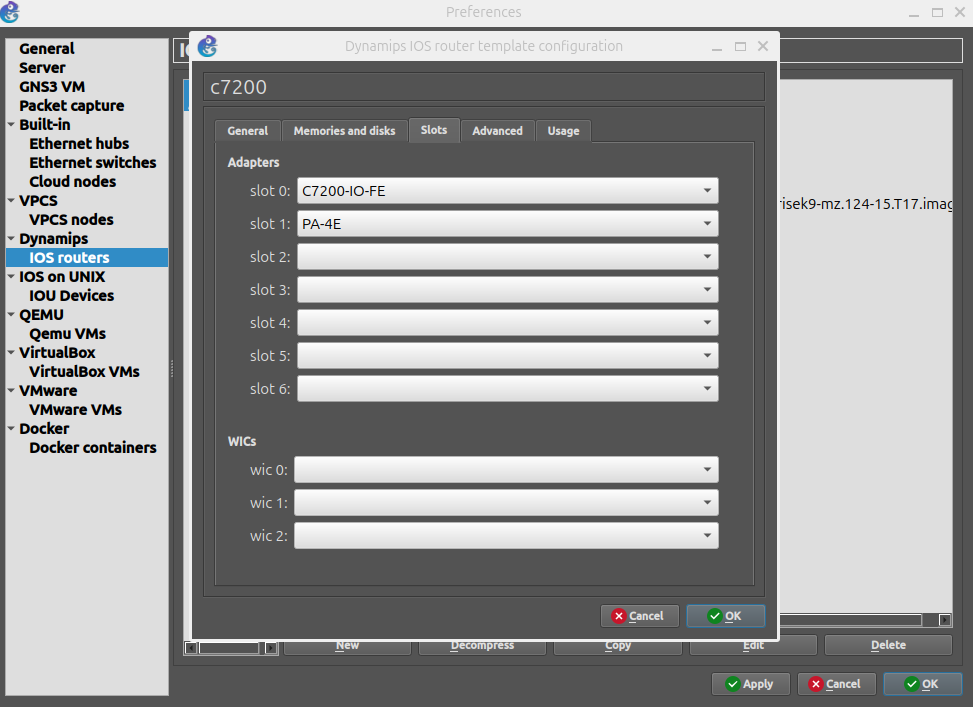 Preferences
General
Server
GNS3 VM
Packet capture
Built-in
Ethernet hubs
Ethernet switches
Cloud nodes
VPCS
VPCS nodes
Dynamips
IOS routers
IOS on UNIX
IOU Devices
QEMU
Qemu VMs
VirtualBox
VirtualBox VMs
VMware
VMware VMs
Docker
Docker containers
Dynamips IOS router template configuration
c7200
General Memories and disks Slots Advanced Usage
Adapters
slot 0: C7200-IO-FE
slot 1: PA-4E
slot 2:
slot 3:
slot 4:
slot 5:
slot 6:
WICs
wic 0:
wic 1:
wic 2:
Cancel OK
risek9-mz.124-15.T17.imag
New Decompress Copy Edit Delete
Apply Cancel OK